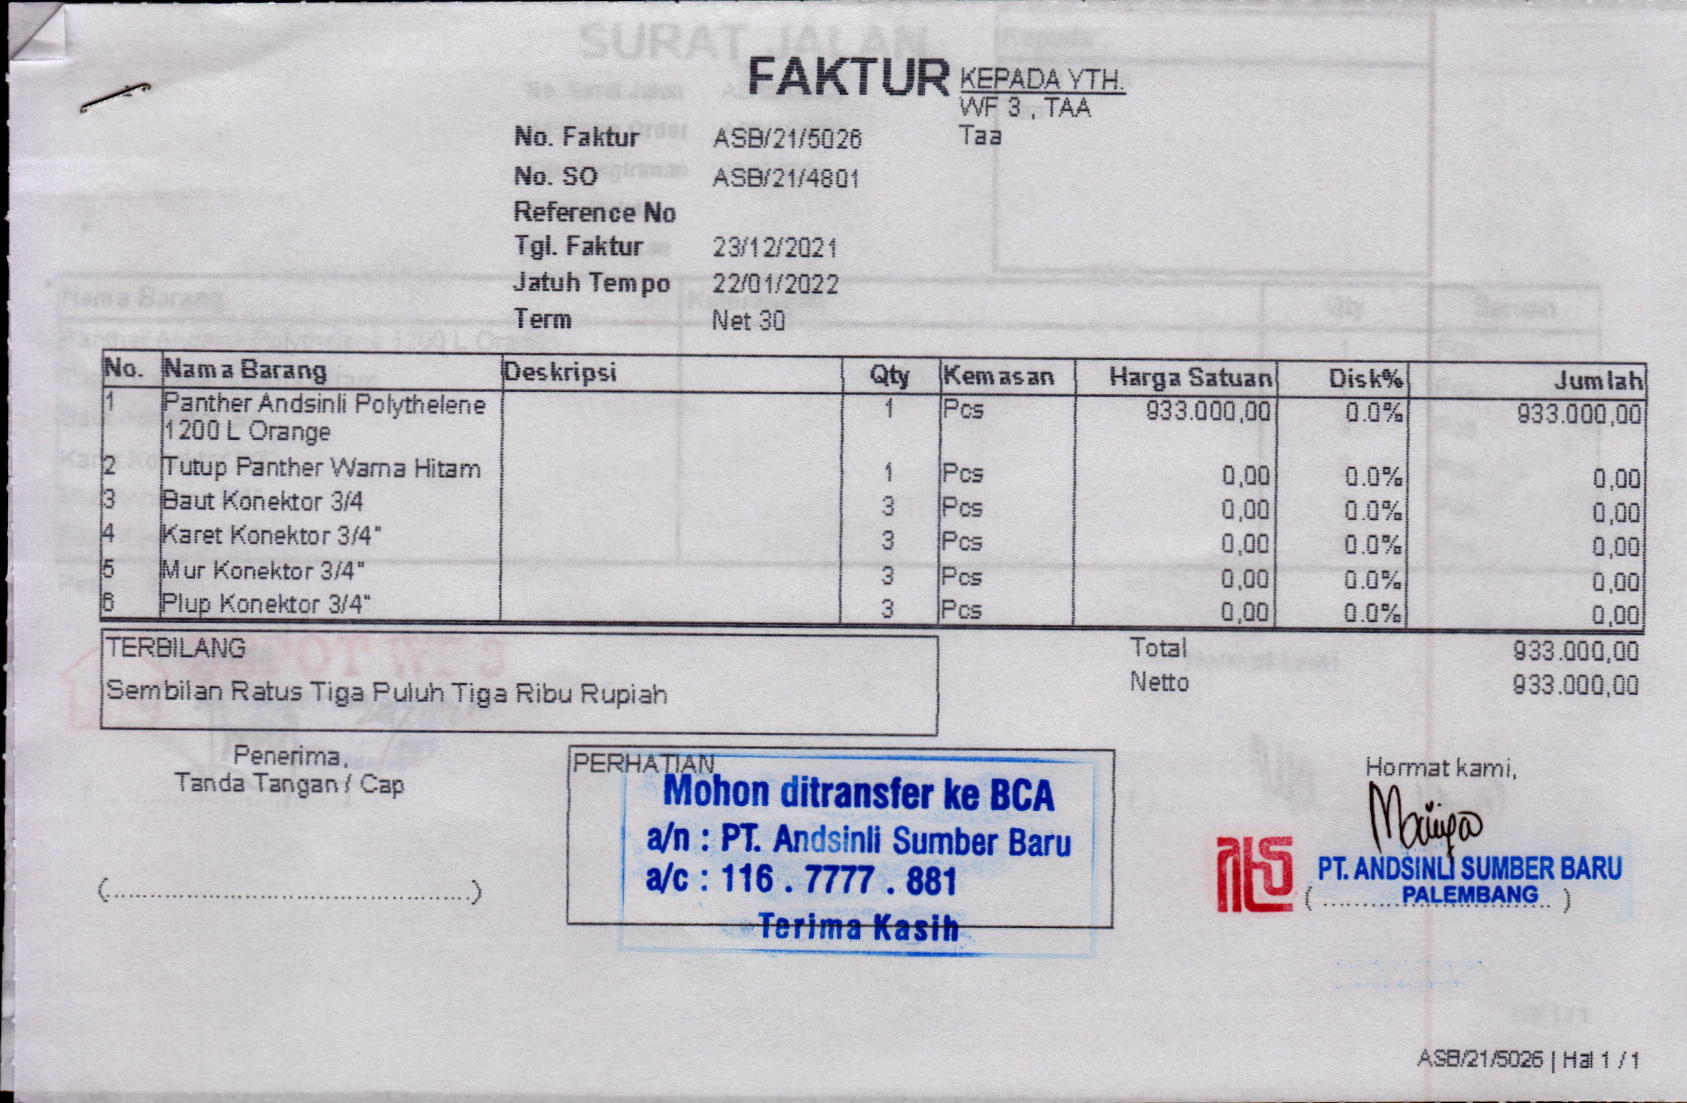 FAKTUR
KEPADA YTH.
WF 3 , TAA
Taa
No. Faktur ASB/21/5026
No. SO ASB/21/4801
Reference No
Tgl. Faktur 23/12/2021
Jatuh Tempo 22/01/2022
Term Net 30
No. Nama Barang Deskripsi Qty Kemasan Harga Satuan Disk% Jumlah
1 Panther Andsinli Polythelene 1 Pcs 933.000,00 0.0% 933.000,00
1200 L Orange
2 Tutup Panther Warna Hitam 1 Pcs 0,00 0.0% 0,00
3 Baut Konektor 3/4 3 Pcs 0,00 0.0% 0,00
4 Karet Konektor 3/4" 3 Pcs 0,00 0.0% 0,00
5 Mur Konektor 3/4" 3 Pcs 0,00 0.0% 0,00
6 Plup Konektor 3/4" 3 Pcs 0,00 0.0% 0,00
TERBILANG
Sembilan Ratus Tiga Puluh Tiga Ribu Rupiah
Total 933.000,00
Netto 933.000,00
Penerima,
Tanda Tangan / Cap
(............................................)
PERHATIAN
Mohon ditransfer ke BCA
a/n : PT. Andsinli Sumber Baru
a/c : 116 . 7777 . 881
Terima Kasih
Hormat kami,
PT. ANDSINLI SUMBER BARU
PALEMBANG
ASB/21/5026 | Hal 1 / 1
SURAT JALAN
Kepada
Nama Barang
Qty